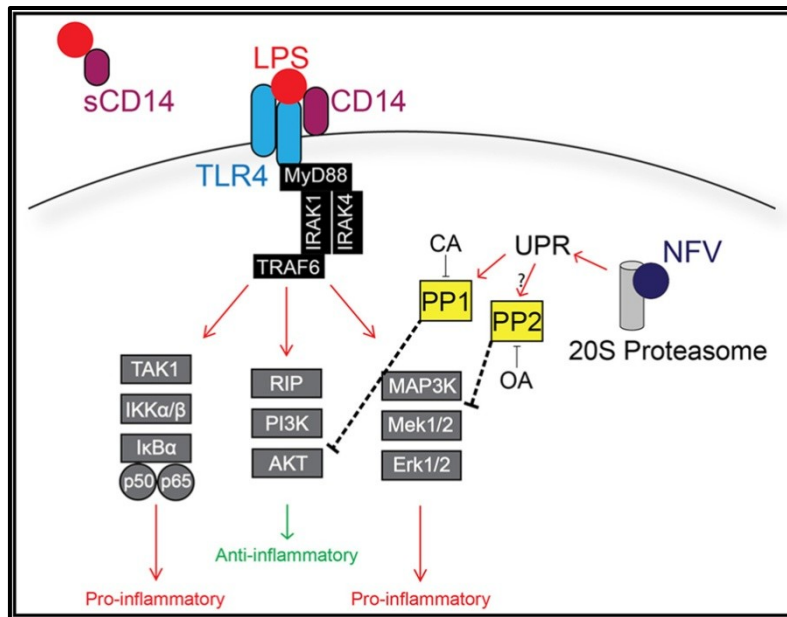 LPS
sCD14
CD14
TLR4
MyD88
IRAK1
IRAK4
TRAF6
CA
UPR
NFV
?
PP1
PP2
20S Proteasome
OA
TAK1
RIP
MAP3K
IKKα/β
PI3K
Mek1/2
IκBα
AKT
Erk1/2
p50
p65
Anti-inflammatory
Pro-inflammatory
Pro-inflammatory